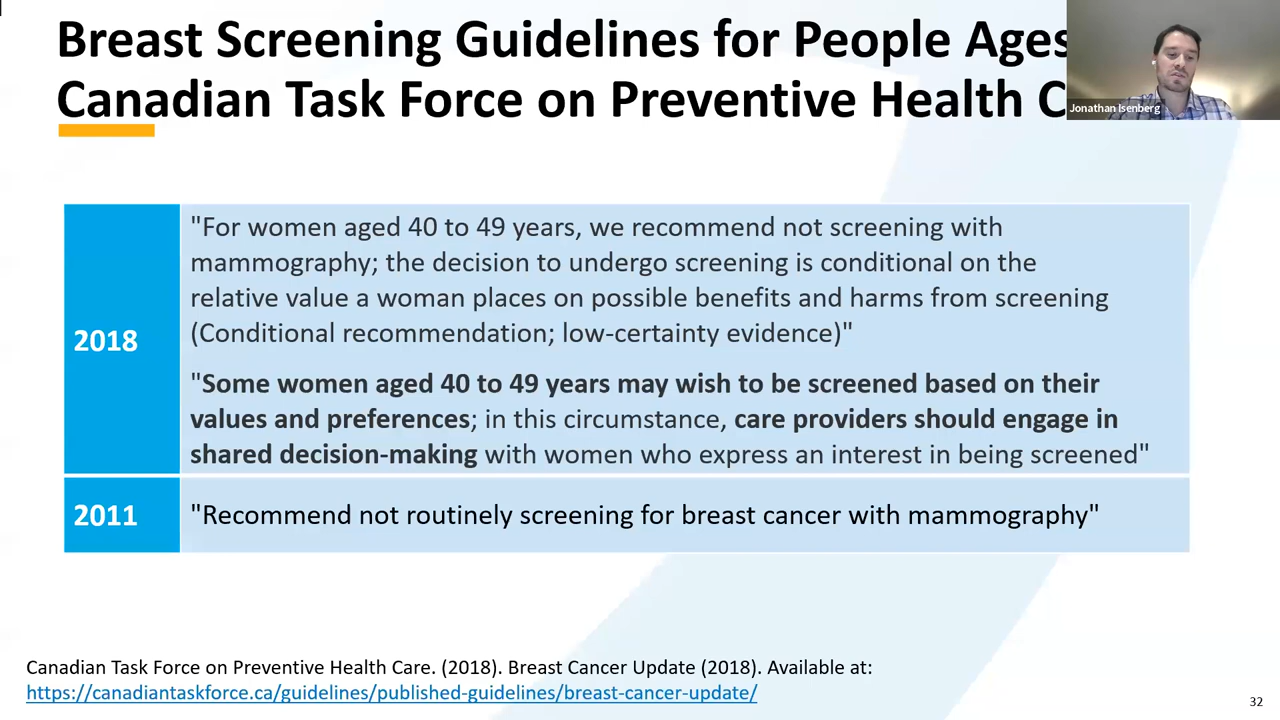 Breast Screening Guidelines for People Ages
Canadian Task Force on Preventive Health C
Jonathan Isenberg
2018
"For women aged 40 to 49 years, we recommend not screening with
mammography; the decision to undergo screening is conditional on the
relative value a woman places on possible benefits and harms from screening
(Conditional recommendation; low-certainty evidence)"
"Some women aged 40 to 49 years may wish to be screened based on their
values and preferences; in this circumstance, care providers should engage in
shared decision-making with women who express an interest in being screened"
2011
"Recommend not routinely screening for breast cancer with mammography"
Canadian Task Force on Preventive Health Care. (2018). Breast Cancer Update (2018). Available at:
https://canadiantaskforce.ca/guidelines/published-guidelines/breast-cancer-update/
32